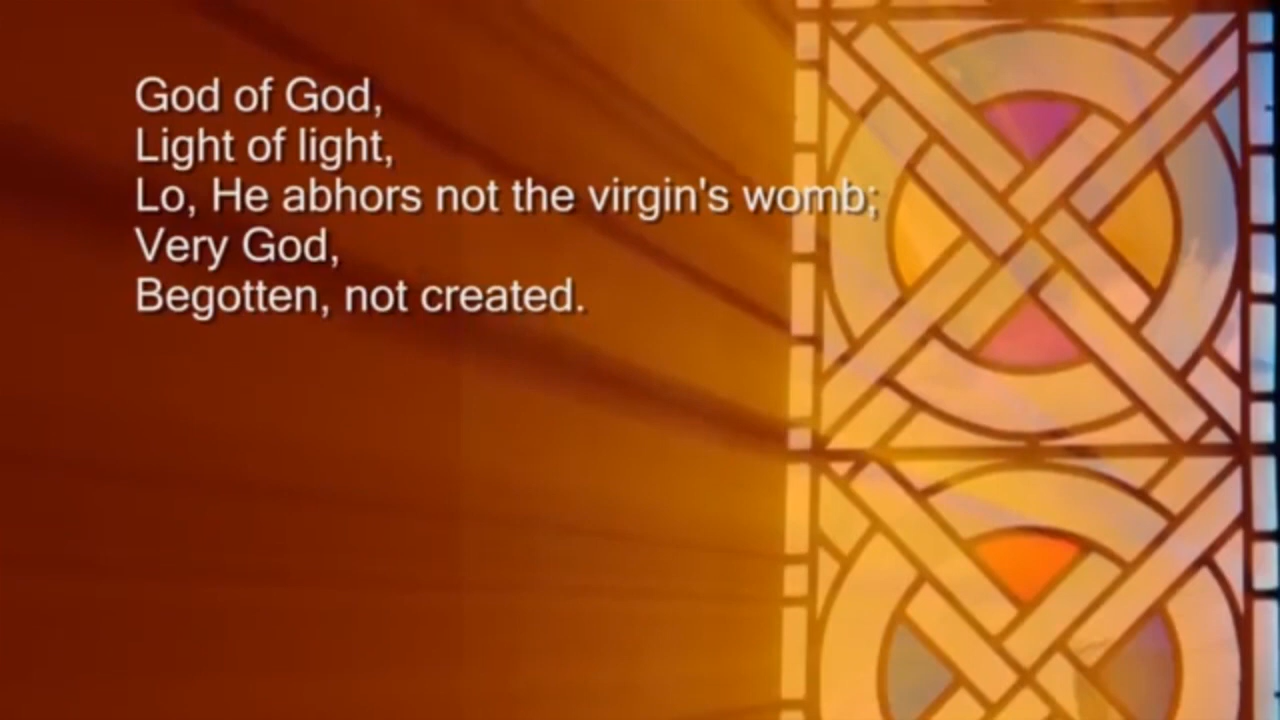 God of God,
Light of light,
Lo, He abhors not the virgin's womb;
Very God,
Begotten, not created.